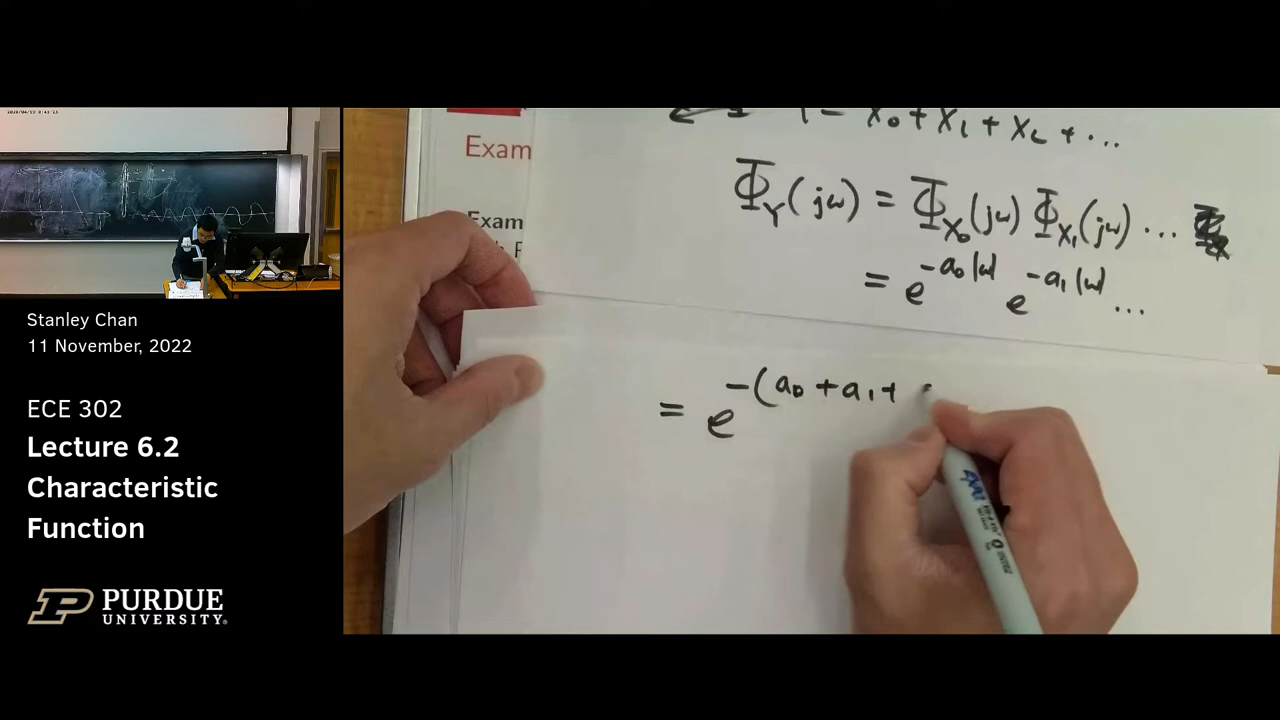 Stanley Chan
11 November, 2022
ECE 302
Lecture 6.2
Characteristic
Function
PURDUE
UNIVERSITY.
Exam
Exam
X₀ + X₁ + X₂ + ...
Φ_Y(jω) = Φ_X₀(jω) Φ_X₁(jω) ...
= e^{-a₀|ω|} e^{-a₁|ω|} ...
= e^{-(a₀ + a₁ +